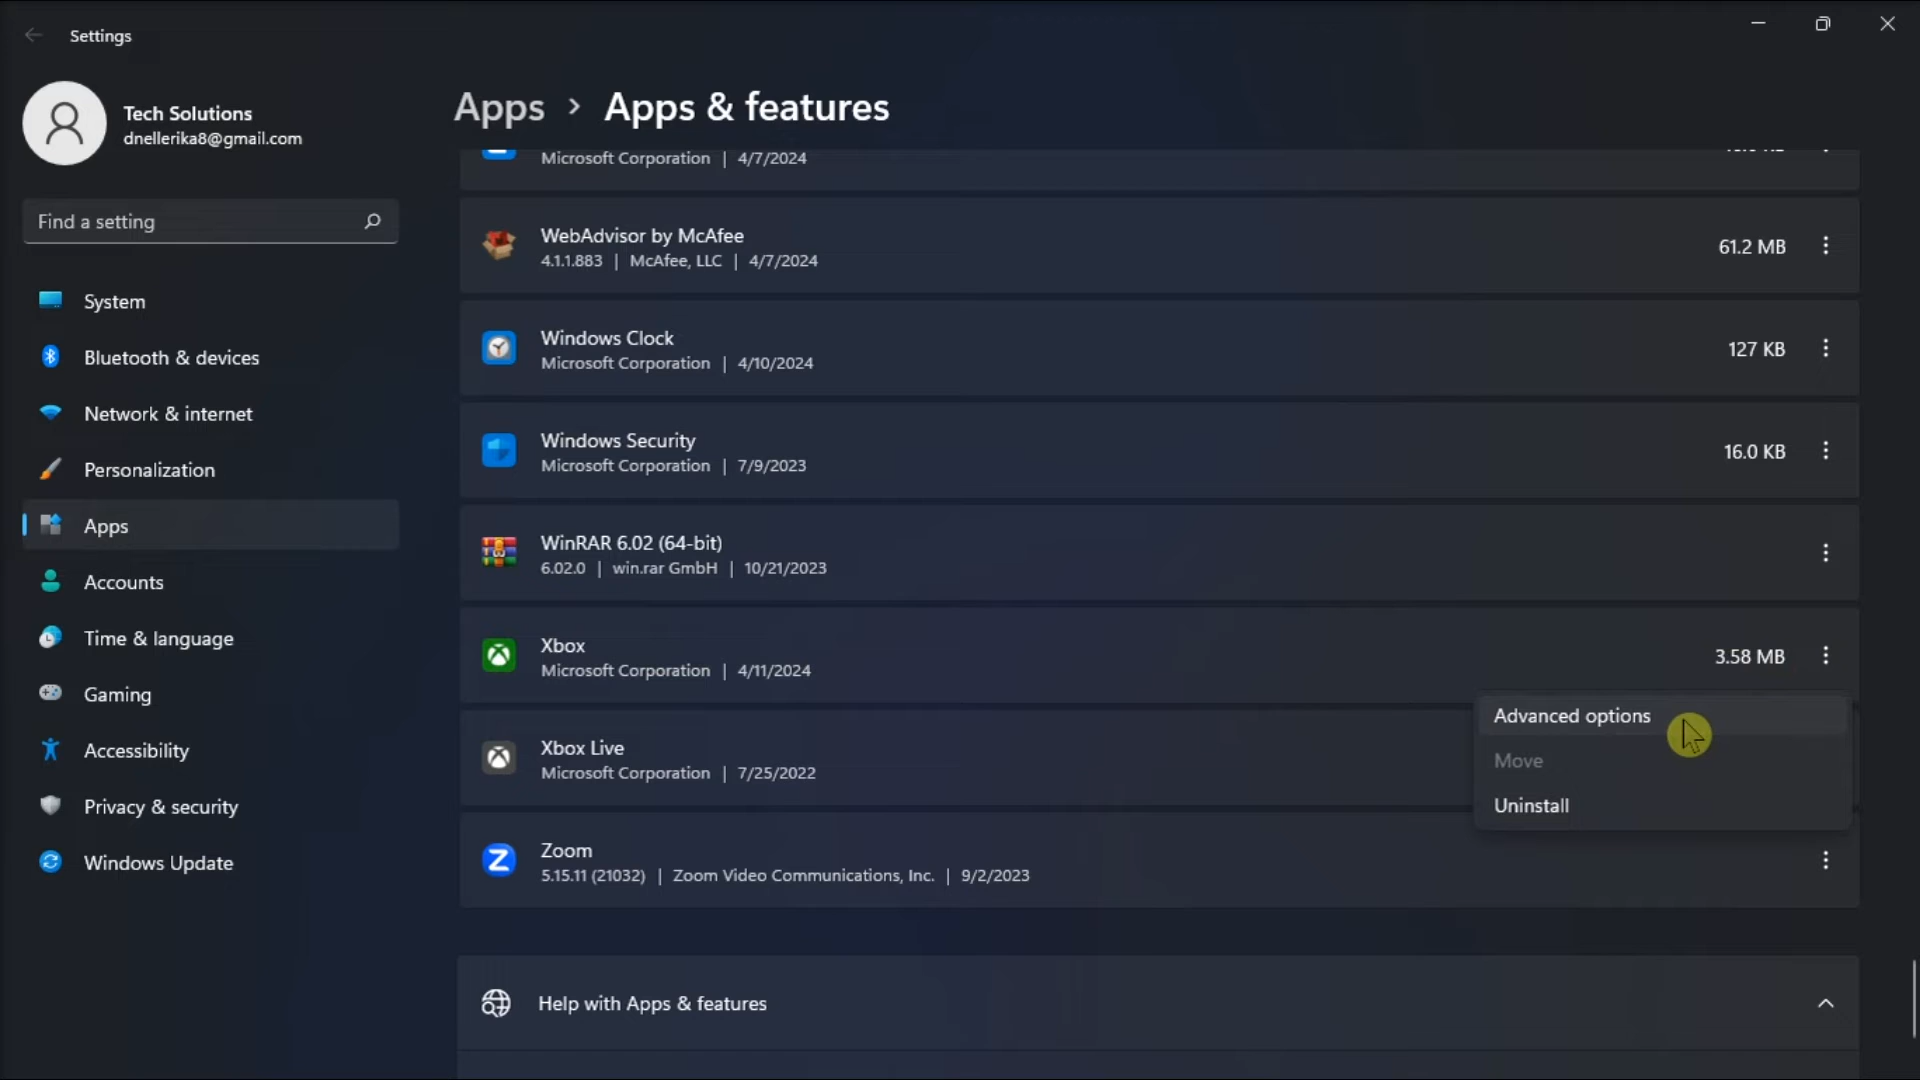 Settings
Tech Solutions
dnellerika8@gmail.com
Find a setting
System
Bluetooth & devices
Network & internet
Personalization
Apps
Accounts
Time & language
Gaming
Accessibility
Privacy & security
Windows Update
Apps > Apps & features
Microsoft Corporation | 4/7/2024
WebAdvisor by McAfee
4.1.1.883 | McAfee, LLC | 4/7/2024
61.2 MB
Windows Clock
Microsoft Corporation | 4/10/2024
127 KB
Windows Security
Microsoft Corporation | 7/9/2023
16.0 KB
WinRAR 6.02 (64-bit)
6.02.0 | win.rar GmbH | 10/21/2023
Xbox
Microsoft Corporation | 4/11/2024
3.58 MB
Advanced options
Move
Uninstall
Xbox Live
Microsoft Corporation | 7/25/2022
Zoom
5.15.11 (21032) | Zoom Video Communications, Inc. | 9/2/2023
Help with Apps & features